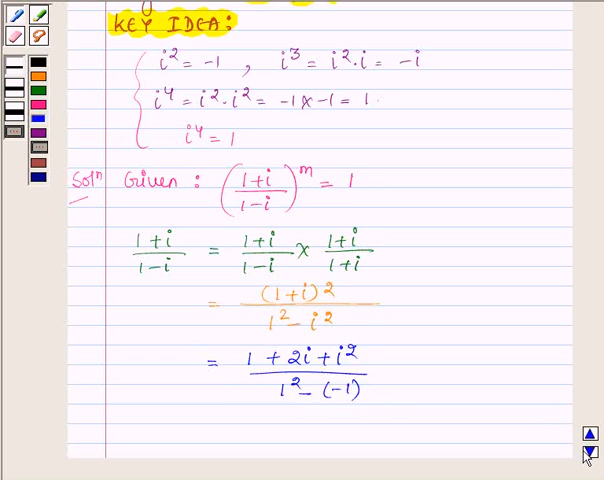 KEY IDEA:
i² = -1 , i³ = i²·i = -i
i⁴ = i²·i² = -1 x -1 = 1
i⁴ = 1
Solⁿ Given : ((1+i)/(1-i))^m = 1
(1+i)/(1-i) = (1+i)/(1-i) x (1+i)/(1+i)
= (1+i)2/(1²-i²)
= (1+2i+i²)/(1²-(-1))